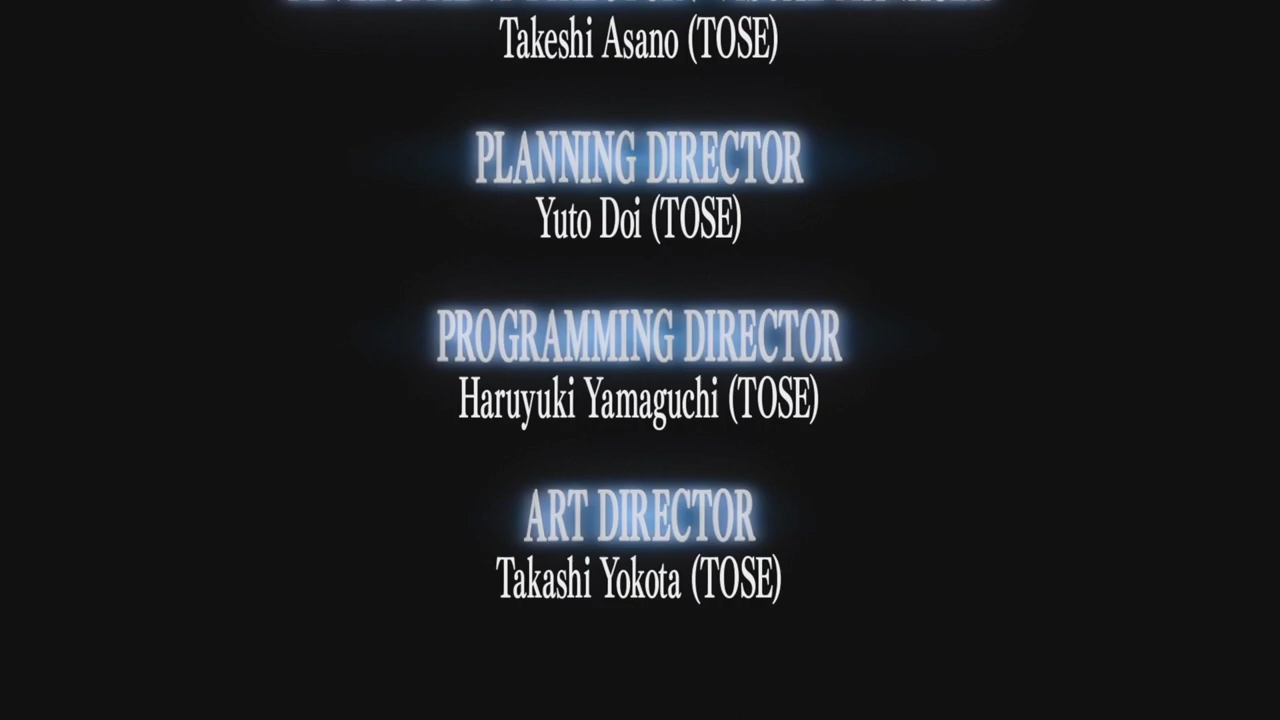 Takeshi Asano (TOSE)
PLANNING DIRECTOR
Yuto Doi (TOSE)
PROGRAMMING DIRECTOR
Haruyuki Yamaguchi (TOSE)
ART DIRECTOR
Takashi Yokota (TOSE)